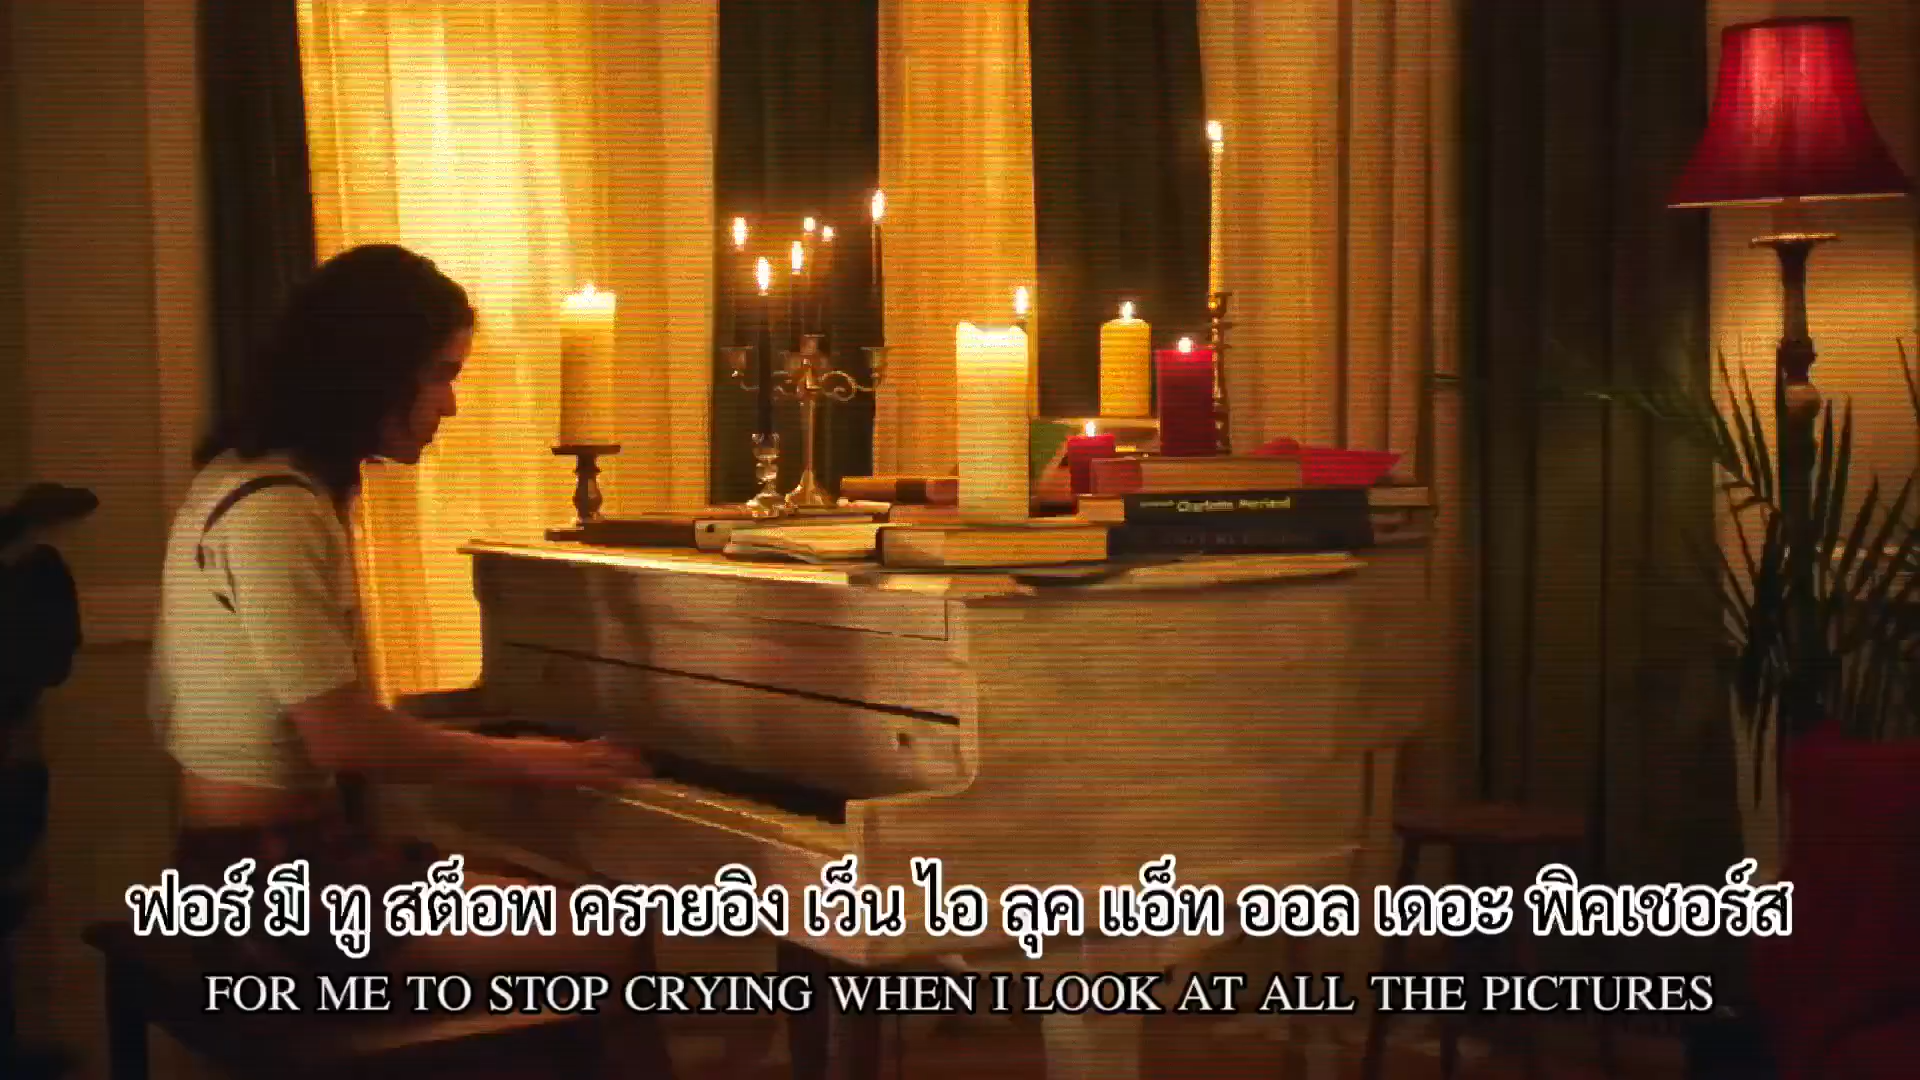 Charlotte Perriand
ฟอร์ มี ทู สต็อพ ครายอิง เว็น ไอ ลุค แอ็ท ออล เดอะ พิคเชอร์ส
FOR ME TO STOP CRYING WHEN I LOOK AT ALL THE PICTURES